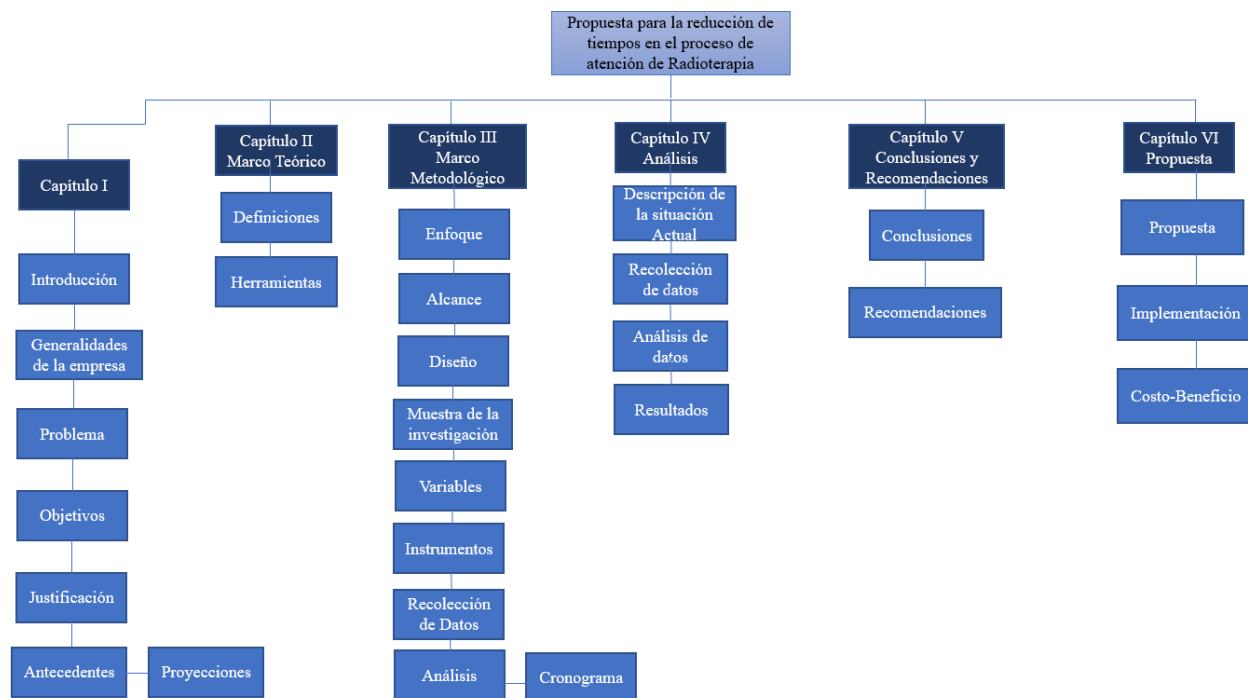 Propuesta para la reducción de
tiempos en el proceso de
atención de Radioterapia
Capítulo I
Introducción
Generalidades
de la empresa
Problema
Objetivos
Justificación
Antecedentes
Proyecciones
Capítulo II
Marco Teórico
Definiciones
Herramientas
Capítulo III
Marco
Metodológico
Enfoque
Alcance
Diseño
Muestra de la
investigación
Variables
Instrumentos
Recolección
de Datos
Análisis
Cronograma
Capítulo IV
Análisis
Descripción de
la situación
Actual
Recolección
de datos
Análisis de
datos
Resultados
Capítulo V
Conclusiones y
Recomendaciones
Conclusiones
Recomendaciones
Capítulo VI
Propuesta
Propuesta
Implementación
Costo-Beneficio